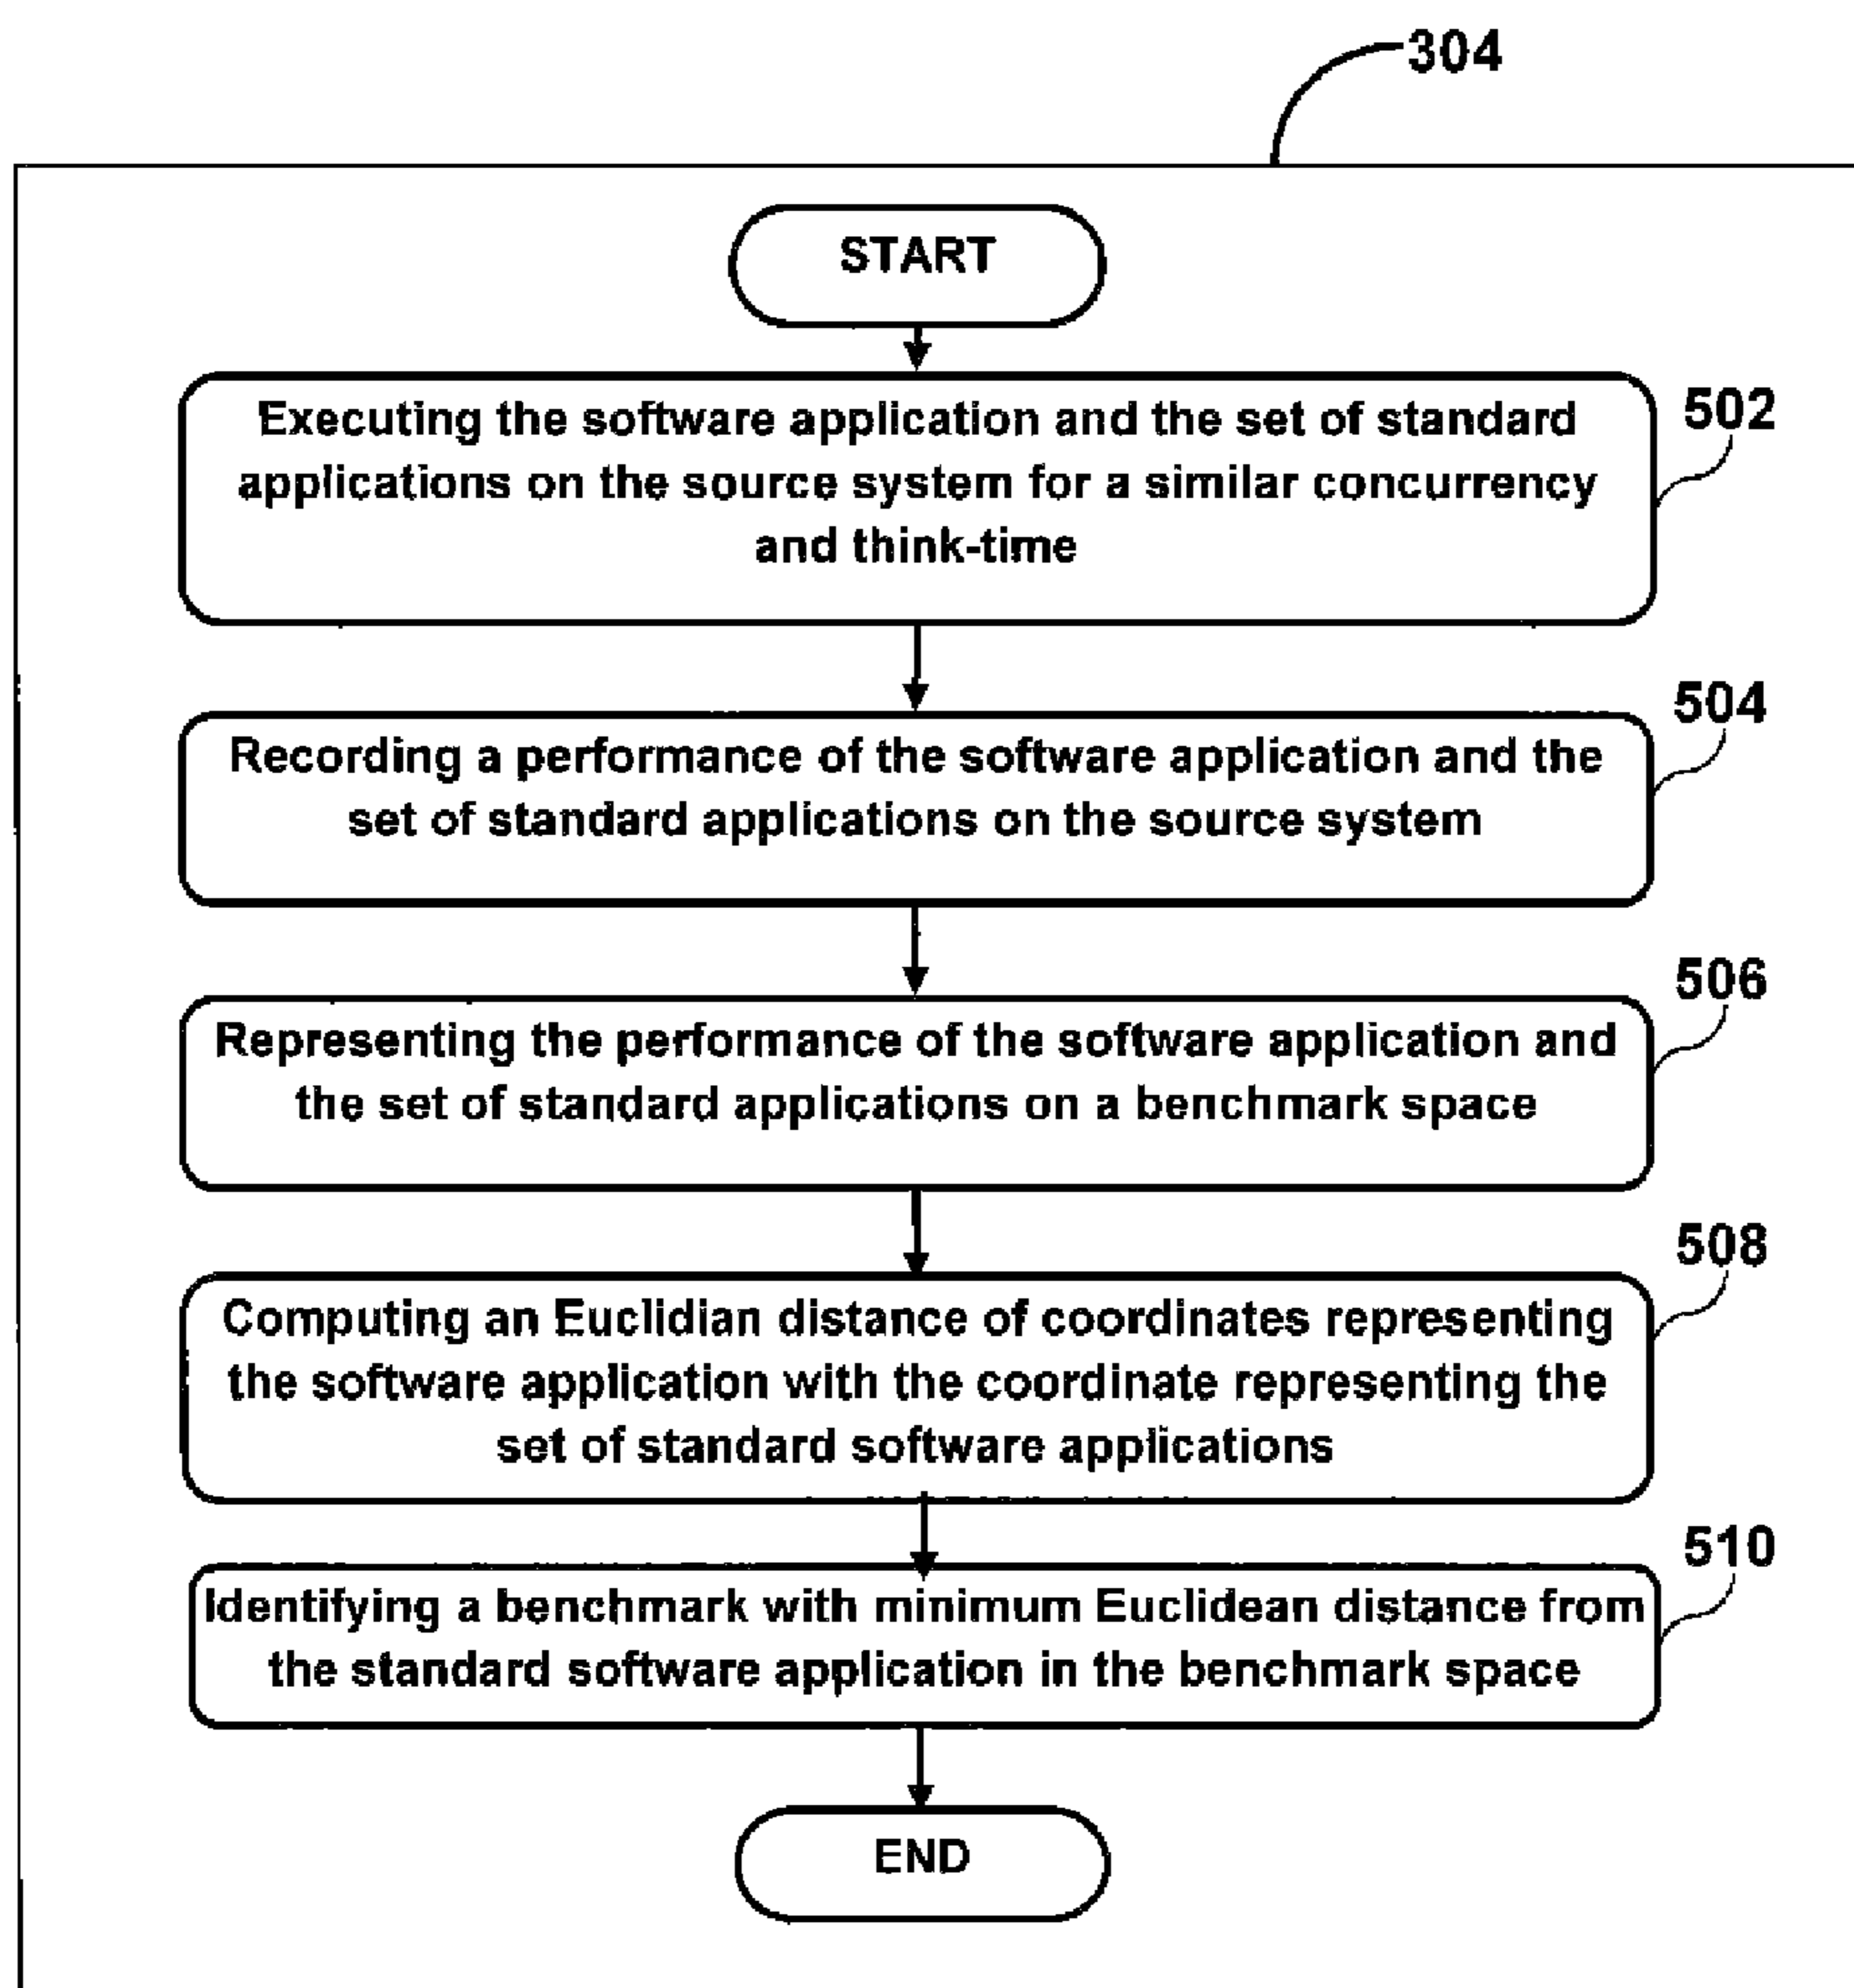 304
START
Executing the software application and the set of standard
applications on the source system for a similar concurrency
and think-time
502
Recording a performance of the software application and the
set of standard applications on the source system
504
Representing the performance of the software application and
the set of standard applications on a benchmark space
506
Computing an Euclidian distance of coordinates representing
the software application with the coordinate representing the
set of standard software applications
508
Identifying a benchmark with minimum Euclidean distance from
the standard software application in the benchmark space
510
END